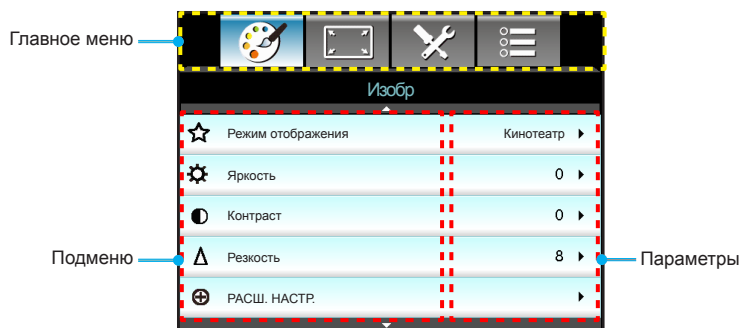 Главное меню
Изобр
Режим отображения Кинотеатр
Яркость 0
Контраст 0
Подменю
Резкость 8
Параметры
РАСШ. НАСТР.